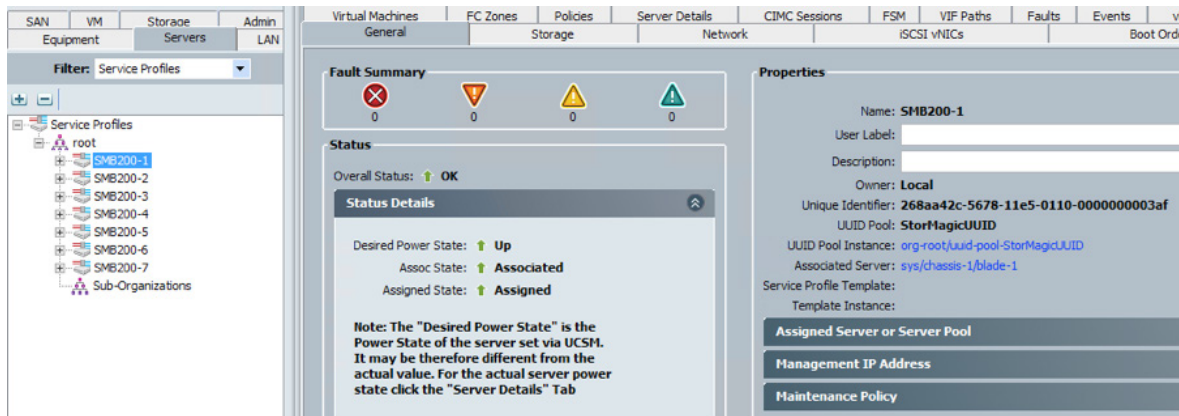 SAN VM Storage Admin
Equipment Servers LAN
Filter: Service Profiles
Service Profiles
root
SMB200-1
SMB200-2
SMB200-3
SMB200-4
SMB200-5
SMB200-6
SMB200-7
Sub-Organizations
Virtual Machines FC Zones Policies Server Details CIMC Sessions FSM VIF Paths Faults Events
General Storage Network iSCSI vNICs Boot Ord
Fault Summary
0 0 0 0
Status
Overall Status: OK
Status Details
Desired Power State: Up
Assoc State: Associated
Assigned State: Assigned
Note: The "Desired Power State" is the
Power State of the server set via UCSM.
It may be therefore different from the
actual value. For the actual server power
state click the "Server Details" Tab
Properties
Name: SMB200-1
User Label:
Description:
Owner: Local
Unique Identifier: 268aa42c-5678-11e5-0110-0000000003af
UUID Pool: StorMagicUUID
UUID Pool Instance: org-root/uuid-pool-StorMagicUUID
Associated Server: sys/chassis-1/blade-1
Service Profile Template:
Template Instance:
Assigned Server or Server Pool
Management IP Address
Maintenance Policy